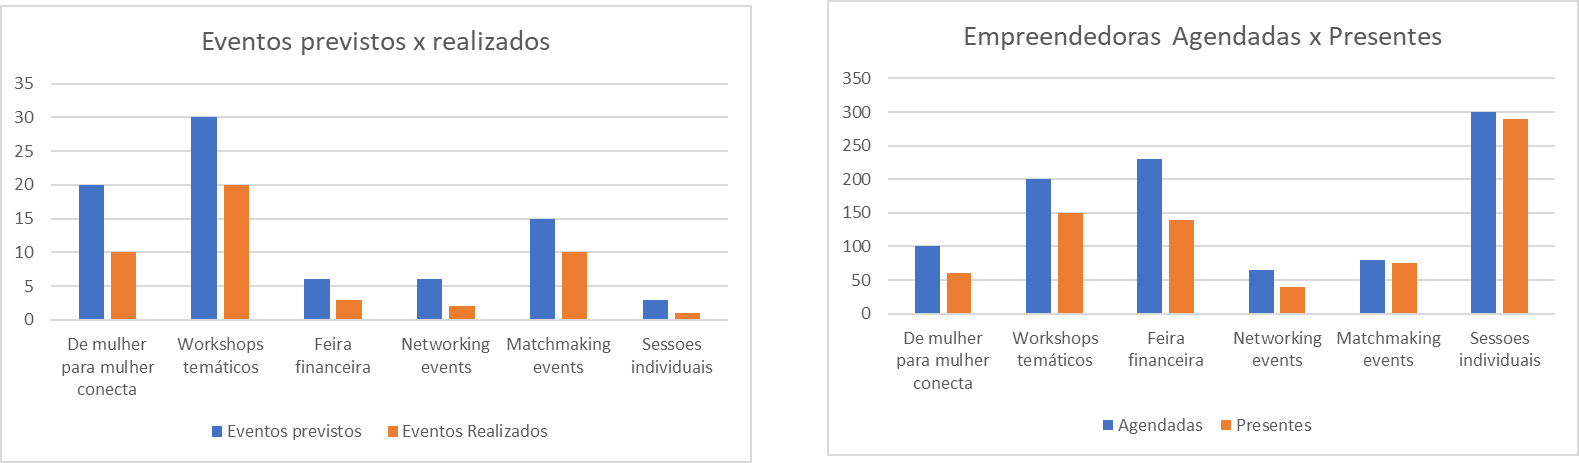 Eventos previstos x realizados
35
30
25
20
15
10
5
0
De mulher
para mulher
conecta
Workshops
temáticos
Feira
financeira
Networking
events
Matchmaking
events
Sessoes
individuais
Eventos previstos
Eventos Realizados
Empreendedoras Agendadas x Presentes
350
300
250
200
150
100
50
0
De mulher
para mulher
conecta
Workshops
temáticos
Feira
financeira
Networking
events
Matchmaking
events
Sessoes
individuais
Agendadas
Presentes